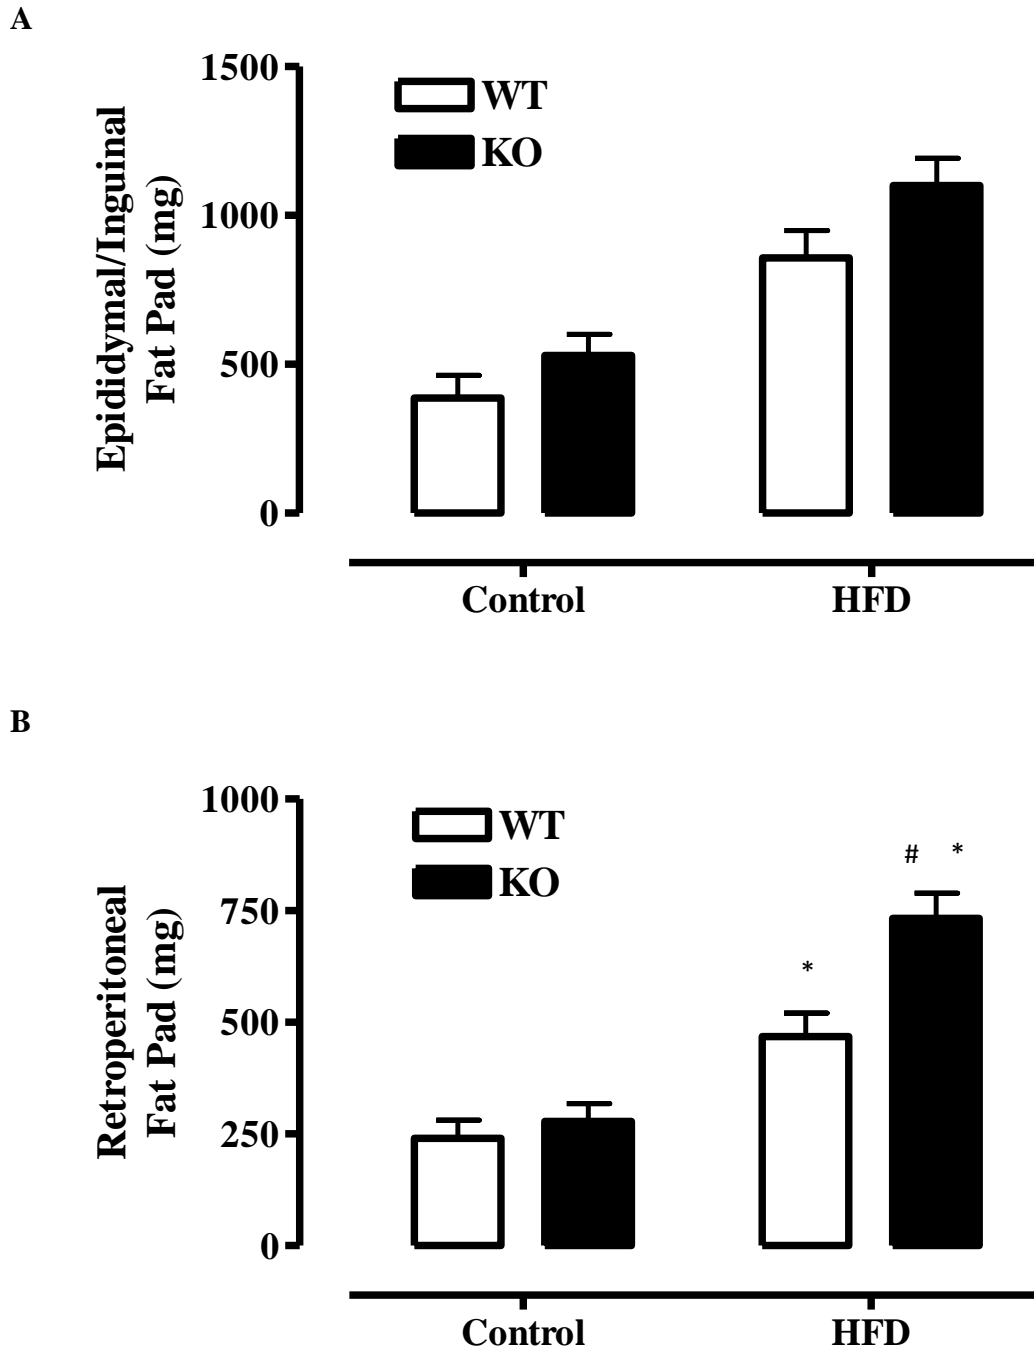 A
Epididymal/Inguinal
Fat Pad (mg)
1500
1000
500
0
WT
KO
Control
HFD
B
Retroperitoneal
Fat Pad (mg)
1000
750
500
250
0
WT
KO
*
# *
Control
HFD